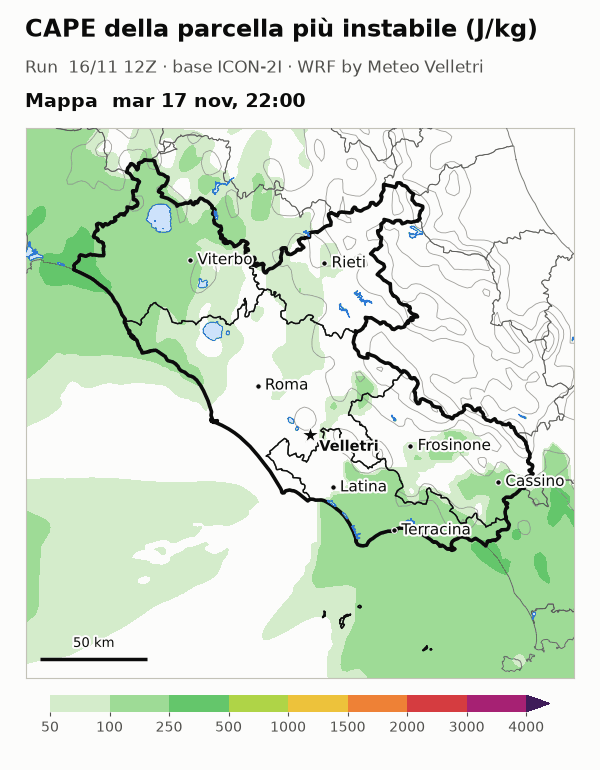 CAPE della parcella più instabile (J/kg)
Run  16/11 12Z · base ICON-2I · WRF by Meteo Velletri
Mappa  mar 17 nov, 22:00
Viterbo
Rieti
Roma
Velletri
Frosinone
Latina
Cassino
Terracina
50 km
50 100 250 500 1000 1500 2000 3000 4000